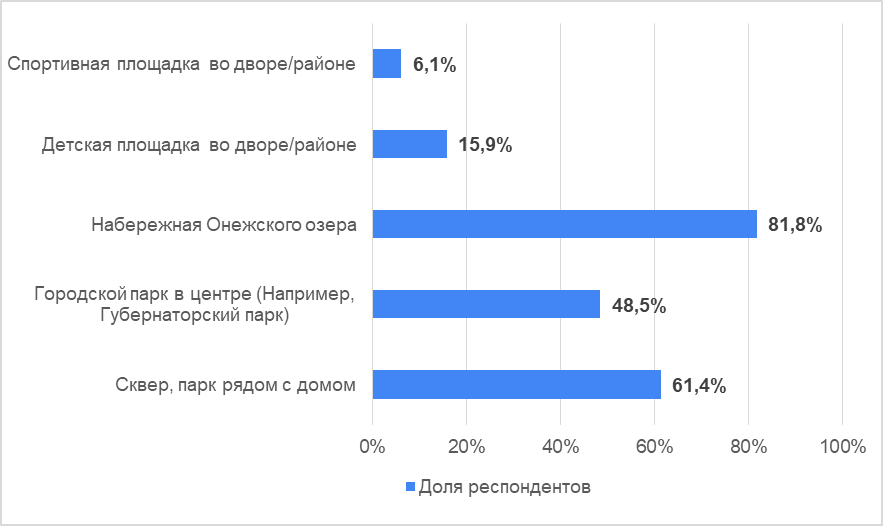 Спортивная площадка во дворе/районе
6,1%
Детская площадка во дворе/районе
15,9%
Набережная Онежского озера
81,8%
Городской парк в центре (Например,
Губернаторский парк)
48,5%
Сквер, парк рядом с домом
61,4%
0% 20% 40% 60% 80% 100%
Доля респондентов